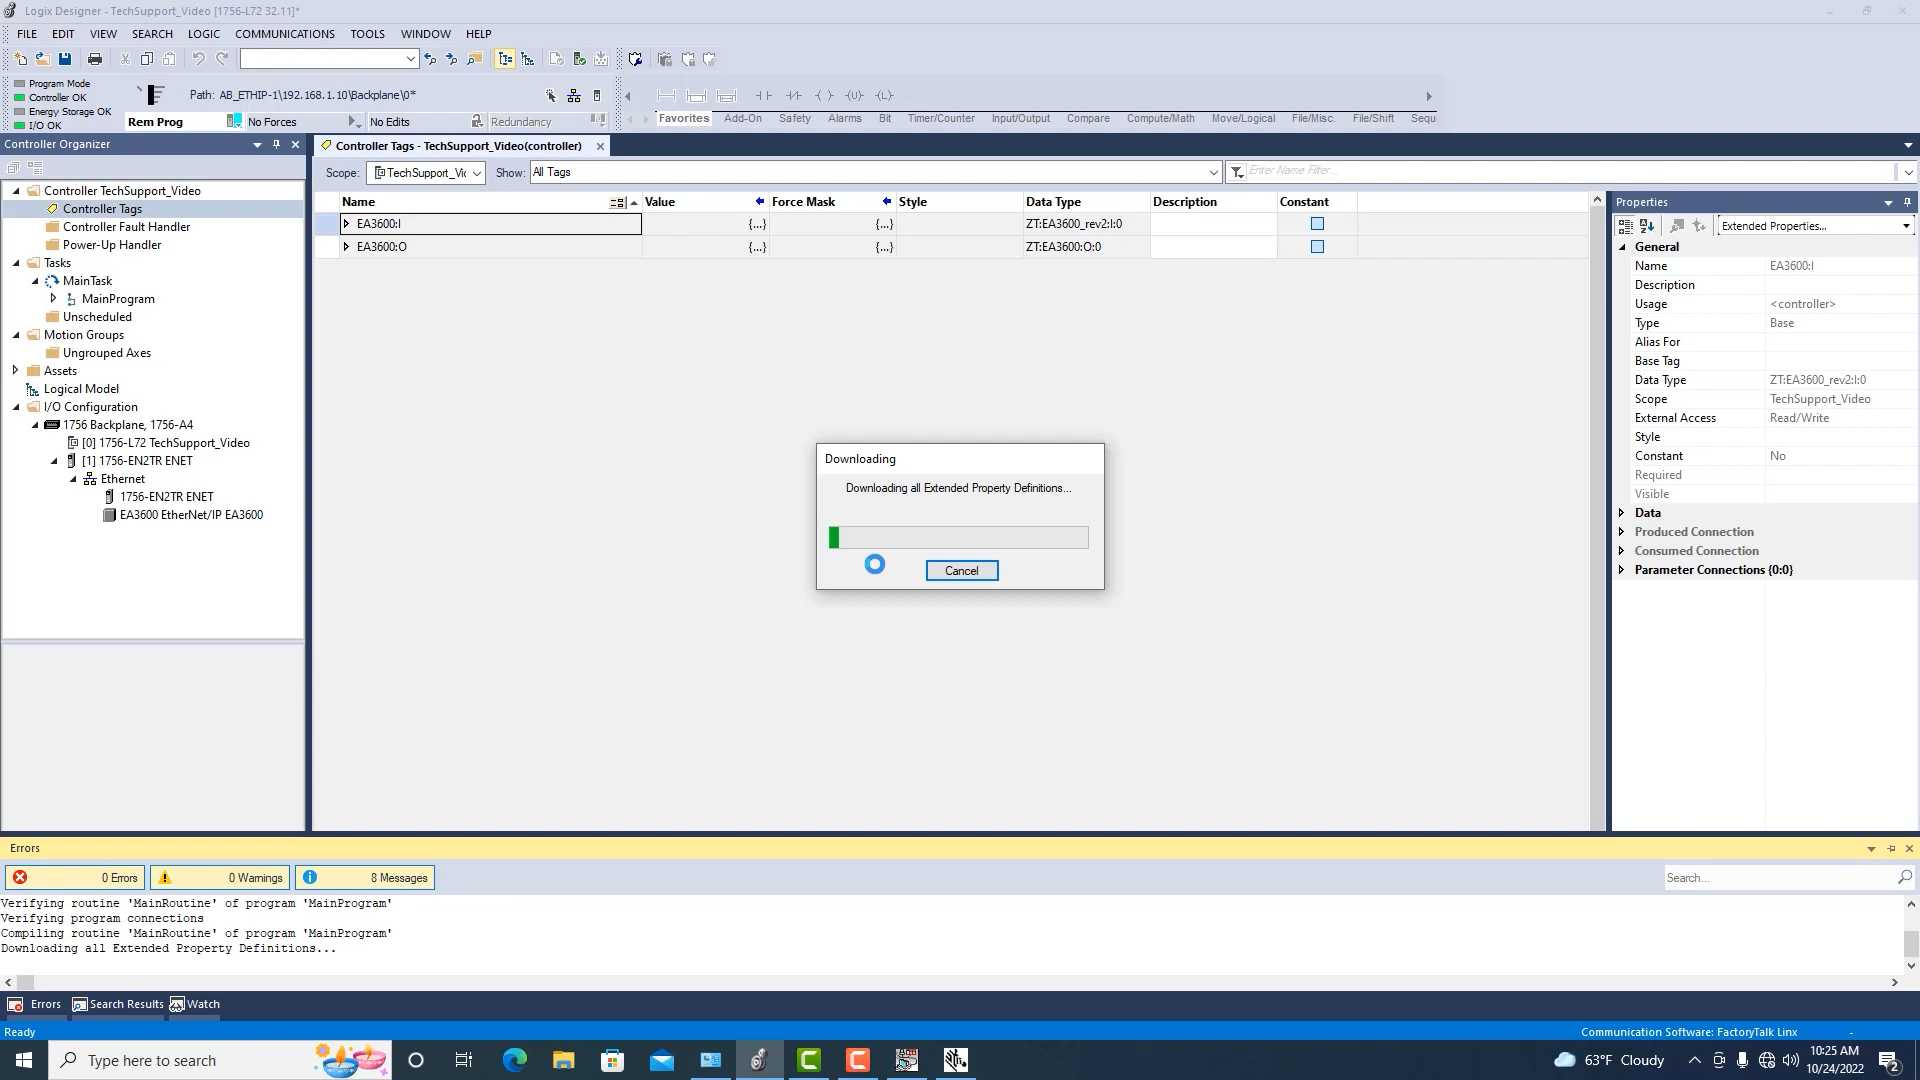 Logix Designer - TechSupport_Video [1756-L72 32.11]*
FILE EDIT VIEW SEARCH LOGIC COMMUNICATIONS TOOLS WINDOW HELP
Program Mode
Controller OK
Energy Storage OK
I/O OK
Path: AB_ETHIP-1\192.168.1.10\Backplane\0*
Rem Prog No Forces No Edits Redundancy
Favorites Add-On Safety Alarms Bit Timer/Counter Input/Output Compare Compute/Math Move/Logical File/Misc. File/Shift Sequ
Controller Organizer
Controller TechSupport_Video
Controller Tags
Controller Fault Handler
Power-Up Handler
Tasks
MainTask
MainProgram
Unscheduled
Motion Groups
Ungrouped Axes
Assets
Logical Model
I/O Configuration
1756 Backplane, 1756-A4
[0] 1756-L72 TechSupport_Video
[1] 1756-EN2TR ENET
Ethernet
1756-EN2TR ENET
EA3600 EtherNet/IP EA3600
Controller Tags - TechSupport_Video(controller)
Scope: TechSupport_Vic Show: All Tags Enter Name Filter...
Name Value Force Mask Style Data Type Description Constant
EA3600:I {...} {...} ZT:EA3600_rev2:I:0
EA3600:O {...} {...} ZT:EA3600:O:0
Downloading
Downloading all Extended Property Definitions...
Cancel
Properties
Extended Properties...
General
Name EA3600:I
Description
Usage <controller>
Type Base
Alias For
Base Tag
Data Type ZT:EA3600_rev2:I:0
Scope TechSupport_Video
External Access Read/Write
Style
Constant No
Required
Visible
Data
Produced Connection
Consumed Connection
Parameter Connections {0:0}
Errors
0 Errors 0 Warnings 8 Messages Search...
Verifying routine 'MainRoutine' of program 'MainProgram'
Verifying program connections
Compiling routine 'MainRoutine' of program 'MainProgram'
Downloading all Extended Property Definitions...
Errors Search Results Watch
Ready Communication Software: FactoryTalk Linx -
Type here to search
63°F Cloudy
10:25 AM
10/24/2022
2